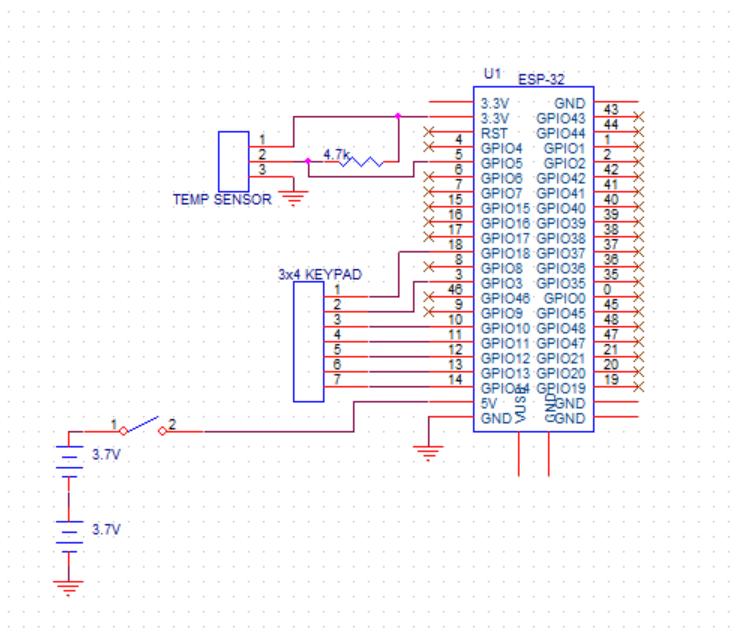 U1
ESP-32
3.3V
3.3V
RST
GPIO4
GPIO5
GPIO6
GPIO7
GPIO15
GPIO16
GPIO17
GPIO18
GPIO8
GPIO3
GPIO46
GPIO9
GPIO10
GPIO11
GPIO12
GPIO13
GPIO14
5V
GND
4
5
6
7
15
16
17
18
8
3
46
9
10
11
12
13
14
GND
GPIO43
GPIO44
GPIO1
GPIO2
GPIO42
GPIO41
GPIO40
GPIO39
GPIO38
GPIO37
GPIO36
GPIO35
GPIO0
GPIO45
GPIO48
GPIO47
GPIO21
GPIO20
GPIO19
GND
GND
43
44
1
2
42
41
40
39
38
37
36
35
0
45
48
47
21
20
19
VUSB
GND
1
2
3
4.7k
TEMP SENSOR
3x4 KEYPAD
1
2
3
4
5
6
7
1
2
3.7V
3.7V